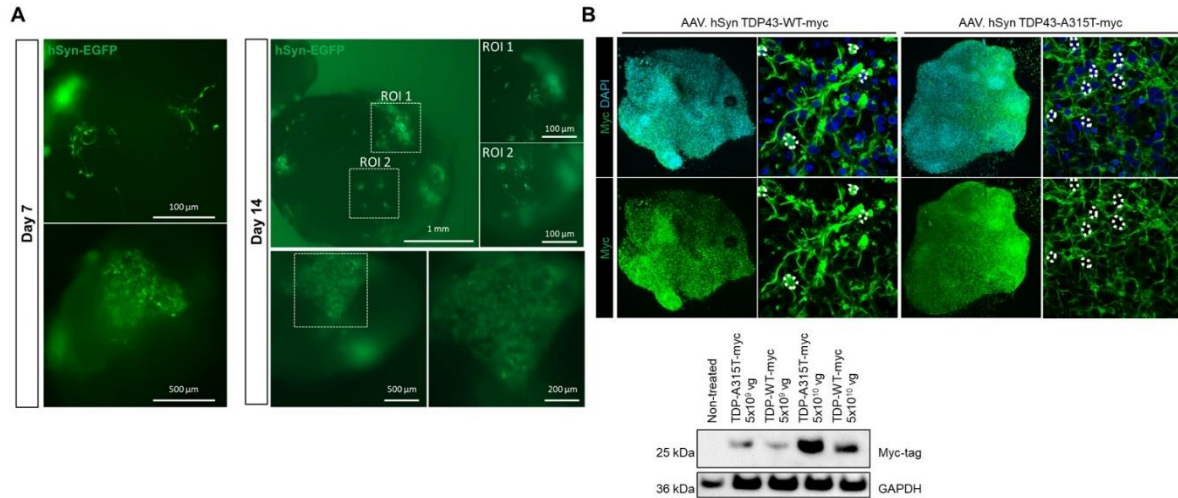 A
hSyn-EGFP
100 µm
500 µm
Day 7
hSyn-EGFP
ROI 1
ROI 2
1 mm
ROI 1
100 µm
ROI 2
100 µm
500 µm
200 µm
Day 14
B
AAV. hSyn TDP43-WT-myc
AAV. hSyn TDP43-A315T-myc
Myc DAPI
Myc
Non-treated
TDP-A315T-myc
5x10⁹ vg
TDP-WT-myc
5x10⁹ vg
TDP-A315T-myc
5x10¹⁰ vg
TDP-WT-myc
5x10¹⁰ vg
25 kDa
Myc-tag
36 kDa
GAPDH